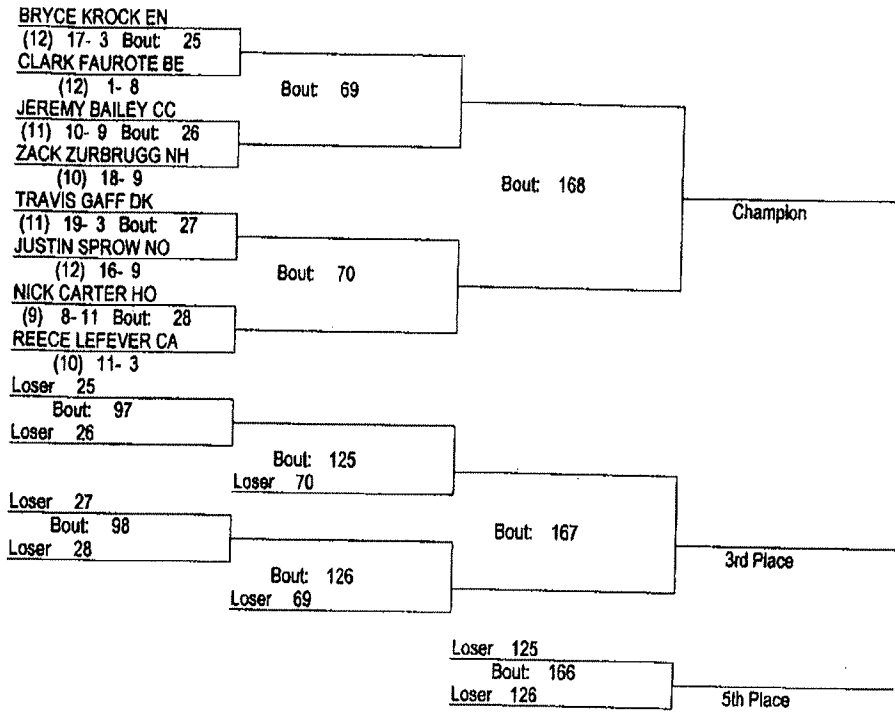 BRYCE KROCK EN
(12) 17- 3 Bout: 25
CLARK FAUROTE BE
(12) 1- 8
Bout: 69
JEREMY BAILEY CC
(11) 10- 9 Bout: 26
ZACK ZURBRUGG NH
(10) 18- 9
Bout: 168
Champion
TRAVIS GAFF DK
(11) 19- 3 Bout: 27
JUSTIN SPROW NO
(12) 16- 9
Bout: 70
NICK CARTER HO
(9) 8-11 Bout: 28
REECE LEFEVER CA
(10) 11- 3
Loser 25
Bout: 97
Loser 26
Bout: 125
Loser 70
Loser 27
Bout: 98
Loser 28
Bout: 167
3rd Place
Bout: 126
Loser 69
Loser 125
Bout: 166
Loser 126
5th Place